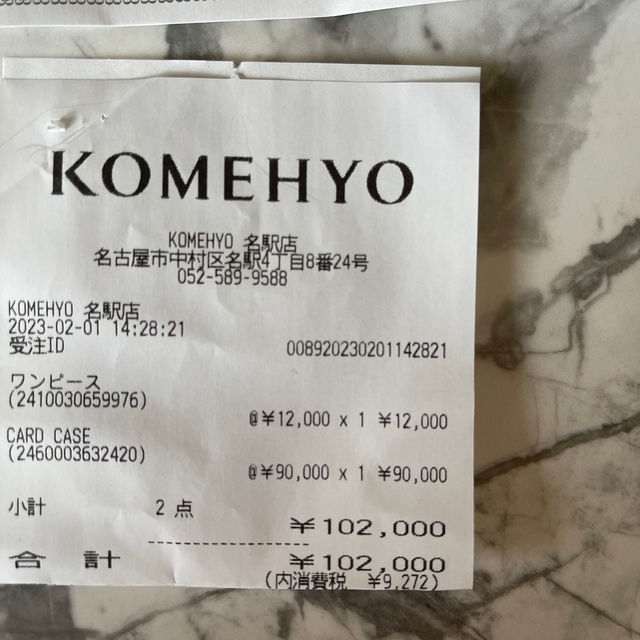 KOMEHYO
KOMEHYO 名駅店
名古屋市中村区名駅4丁目8番24号
052-589-9588
KOMEHYO 名駅店
2023-02-01 14:28:21
受注ID 008920230201142821
ワンピース
(2410030659976)
@¥12,000 x 1 ¥12,000
CARD CASE
(2460003632420)
@¥90,000 x 1 ¥90,000
小計 2 点
¥102,000
合 計 ¥102,000
(内消費税 ¥9,272)